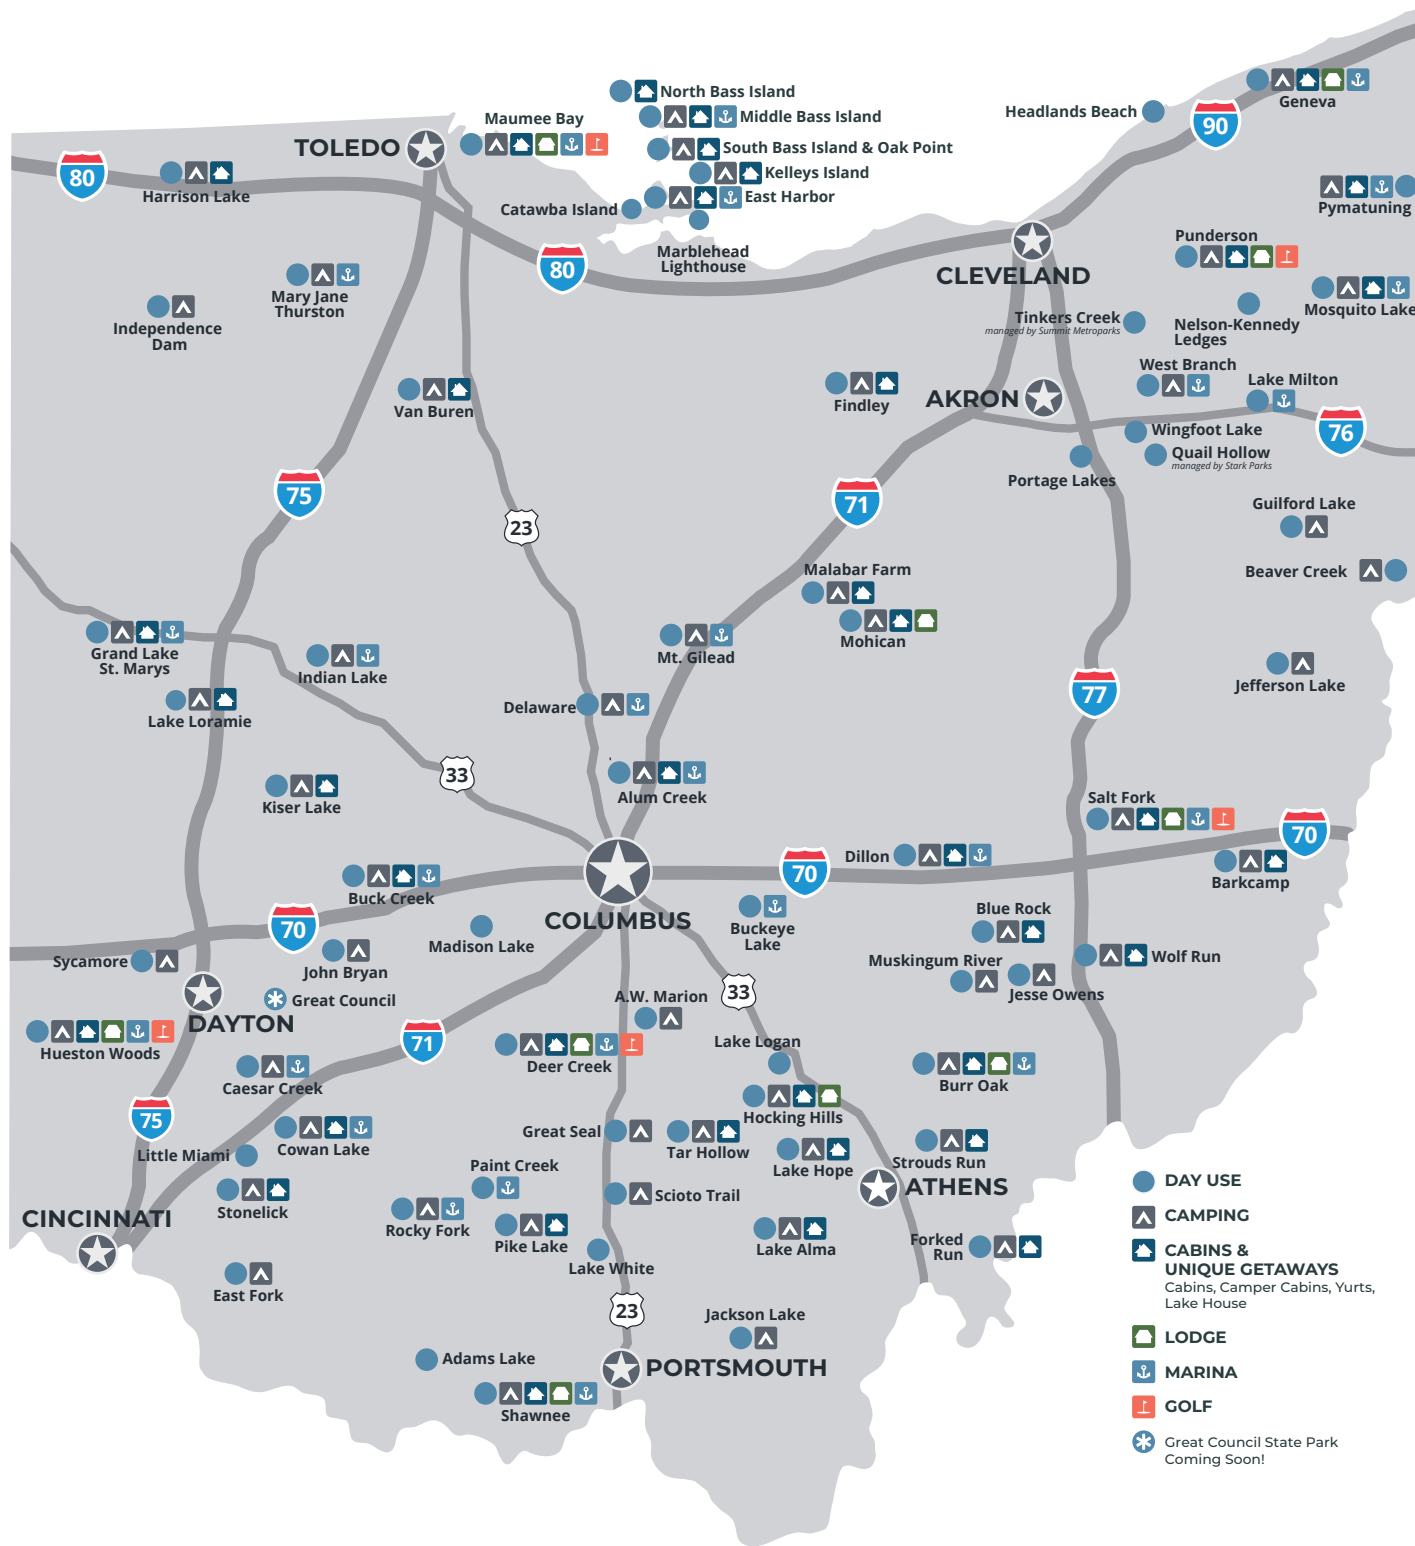 North Bass Island
Middle Bass Island
Maumee Bay
TOLEDO
South Bass Island & Oak Point
Kelleys Island
East Harbor
Catawba Island
Marblehead
Lighthouse
Headlands Beach
Geneva
90
80
Harrison Lake
Pymatuning
Punderson
80
CLEVELAND
Mary Jane
Thurston
Independence
Dam
Mosquito Lake
Tinkers Creek
managed by Summit Metroparks
Nelson-Kennedy
Ledges
West Branch
Lake Milton
Van Buren
Findley
AKRON
76
Wingfoot Lake
Quail Hollow
managed by Stark Parks
Portage Lakes
75
71
23
Guilford Lake
Beaver Creek
Malabar Farm
Mohican
Grand Lake
St. Marys
Indian Lake
Mt. Gilead
Jefferson Lake
77
Lake Loramie
Delaware
33
Kiser Lake
Alum Creek
Salt Fork
70
Dillon
70
Barkcamp
Buck Creek
COLUMBUS
70
Madison Lake
Buckeye
Lake
Blue Rock
Sycamore
John Bryan
Muskingum River
Wolf Run
Jesse Owens
Great Council
33
A.W. Marion
DAYTON
Hueston Woods
71
Lake Logan
Deer Creek
Caesar Creek
Burr Oak
75
Hocking Hills
Cowan Lake
Little Miami
Great Seal
Tar Hollow
Lake Hope
Strouds Run
Paint Creek
ATHENS
Scioto Trail
Stonelick
CINCINNATI
Rocky Fork
Pike Lake
Lake Alma
Forked
Run
Lake White
East Fork
23
Jackson Lake
Adams Lake
PORTSMOUTH
Shawnee
DAY USE
CAMPING
CABINS &
UNIQUE GETAWAYS
Cabins, Camper Cabins, Yurts,
Lake House
LODGE
MARINA
GOLF
Great Council State Park
Coming Soon!